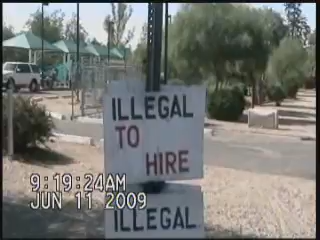 ILLEGAL
TO
HIRE
9:19:24AM
JUN 11 2009
ILLEGAL